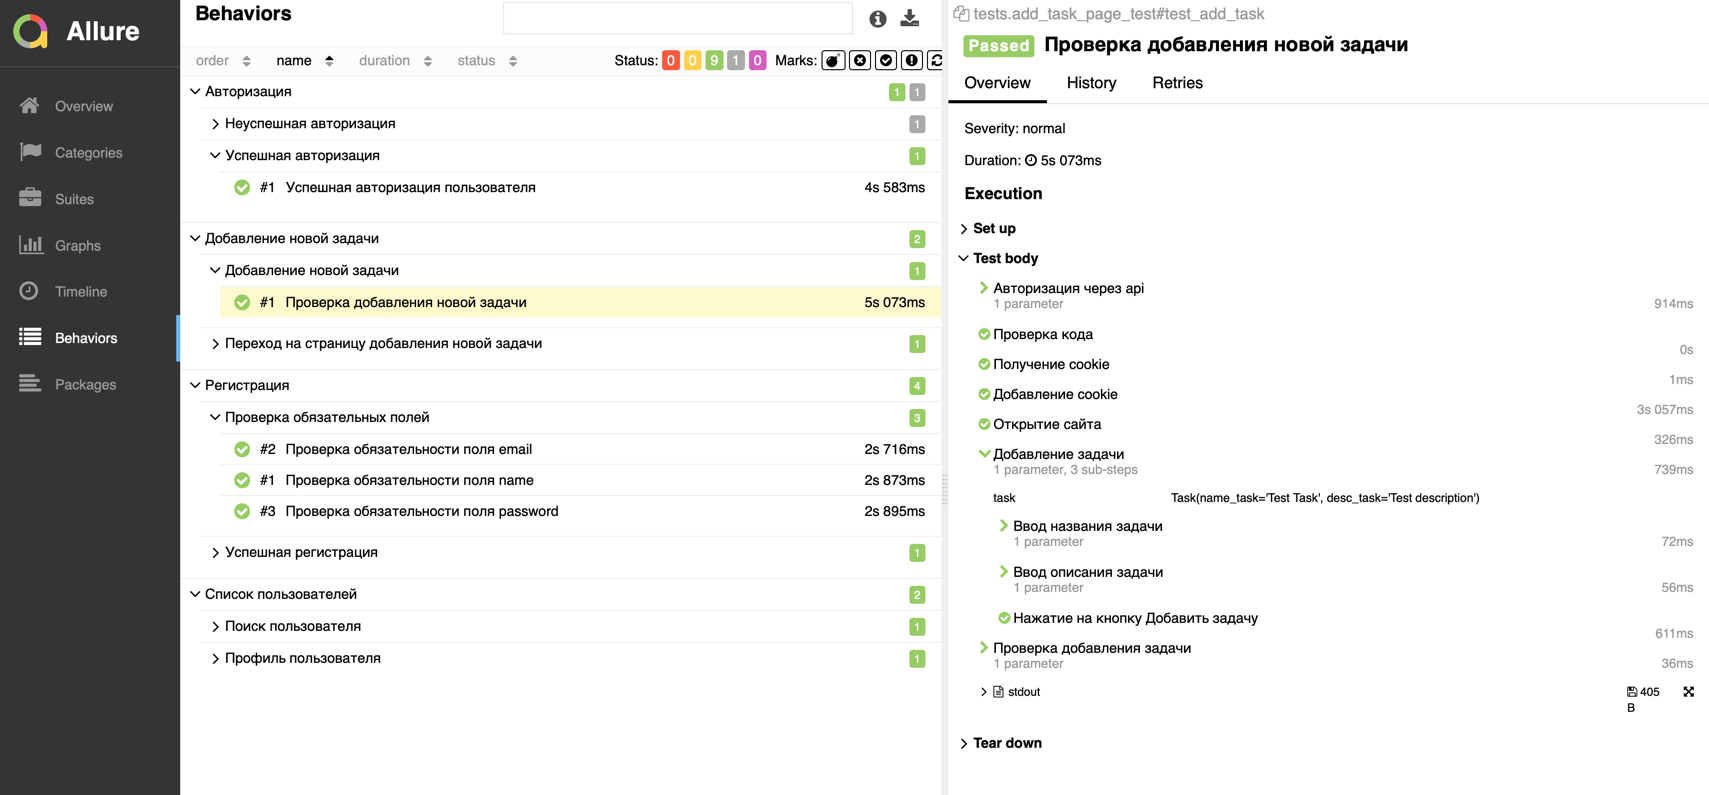 Allure
Overview
Categories
Suites
Graphs
Timeline
Behaviors
Packages
Behaviors
order name duration status Status: 0 0 9 1 0 Marks:
Авторизация 1 1
Неуспешная авторизация 1
Успешная авторизация 1
#1 Успешная авторизация пользователя 4s 583ms
Добавление новой задачи 2
Добавление новой задачи 1
#1 Проверка добавления новой задачи 5s 073ms
Переход на страницу добавления новой задачи 1
Регистрация 4
Проверка обязательных полей 3
#2 Проверка обязательности поля email 2s 716ms
#1 Проверка обязательности поля name 2s 873ms
#3 Проверка обязательности поля password 2s 895ms
Успешная регистрация 1
Список пользователей 2
Поиск пользователя 1
Профиль пользователя 1
tests.add_task_page_test#test_add_task
Passed Проверка добавления новой задачи
Overview History Retries
Severity: normal
Duration: 5s 073ms
Execution
Set up
Test body
Авторизация через api
1 parameter 914ms
Проверка кода
0s
Получение cookie
1ms
Добавление cookie
3s 057ms
Открытие сайта
326ms
Добавление задачи
1 parameter, 3 sub-steps 739ms
task Task(name_task='Test Task', desc_task='Test description')
Ввод названия задачи
1 parameter 72ms
Ввод описания задачи
1 parameter 56ms
Нажатие на кнопку Добавить задачу
611ms
Проверка добавления задачи
1 parameter 36ms
stdout 405
B
Tear down